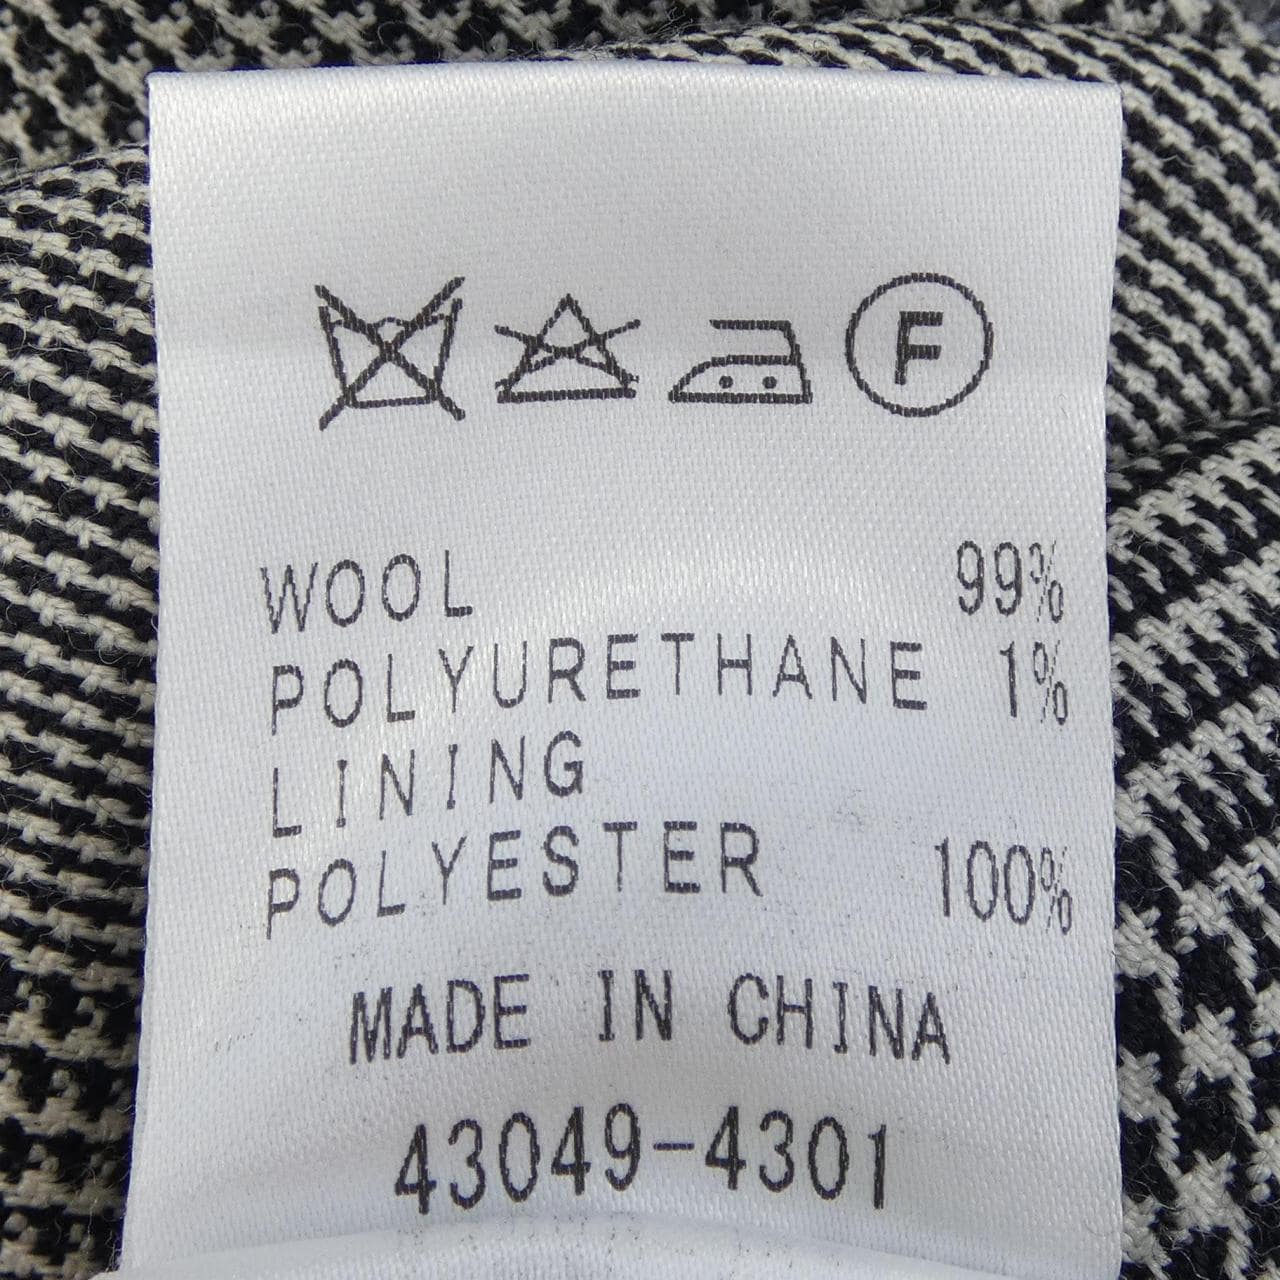 F
WOOL 99%
POLYURETHANE 1%
LINING
POLYESTER 100%
MADE IN CHINA
43049-4301